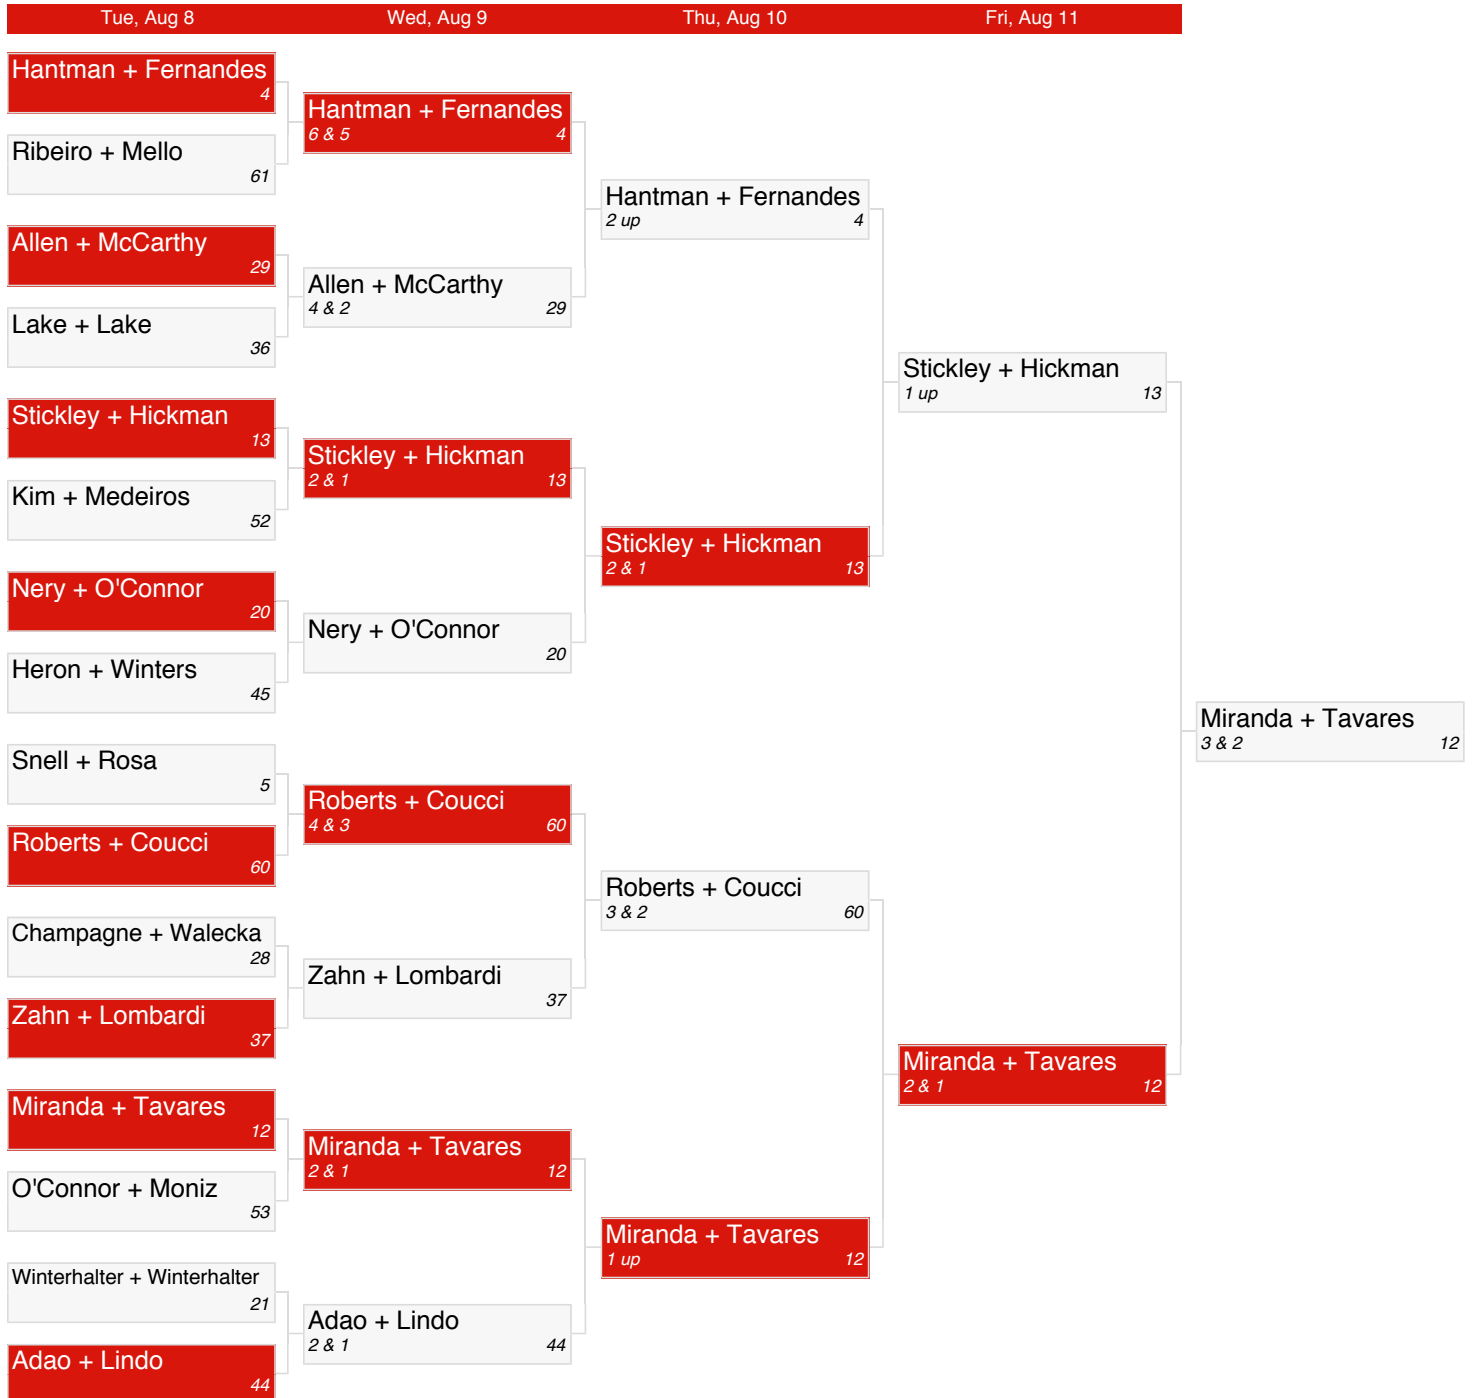 Tue, Aug 8
Wed, Aug 9
Thu, Aug 10
Fri, Aug 11
Hantman + Fernandes
4
Ribeiro + Mello
61
Allen + McCarthy
29
Lake + Lake
36
Stickley + Hickman
13
Kim + Medeiros
52
Nery + O'Connor
20
Heron + Winters
45
Snell + Rosa
5
Roberts + Coucci
60
Champagne + Walecka
28
Zahn + Lombardi
37
Miranda + Tavares
12
O'Connor + Moniz
53
Winterhalter + Winterhalter
21
Adao + Lindo
44
Hantman + Fernandes
6 & 5 4
Allen + McCarthy
4 & 2 29
Stickley + Hickman
2 & 1 13
Nery + O'Connor
20
Roberts + Coucci
4 & 3 60
Zahn + Lombardi
37
Miranda + Tavares
2 & 1 12
Adao + Lindo
2 & 1 44
Hantman + Fernandes
2 up 4
Stickley + Hickman
2 & 1 13
Roberts + Coucci
3 & 2 60
Miranda + Tavares
1 up 12
Stickley + Hickman
1 up 13
Miranda + Tavares
2 & 1 12
Miranda + Tavares
3 & 2 12